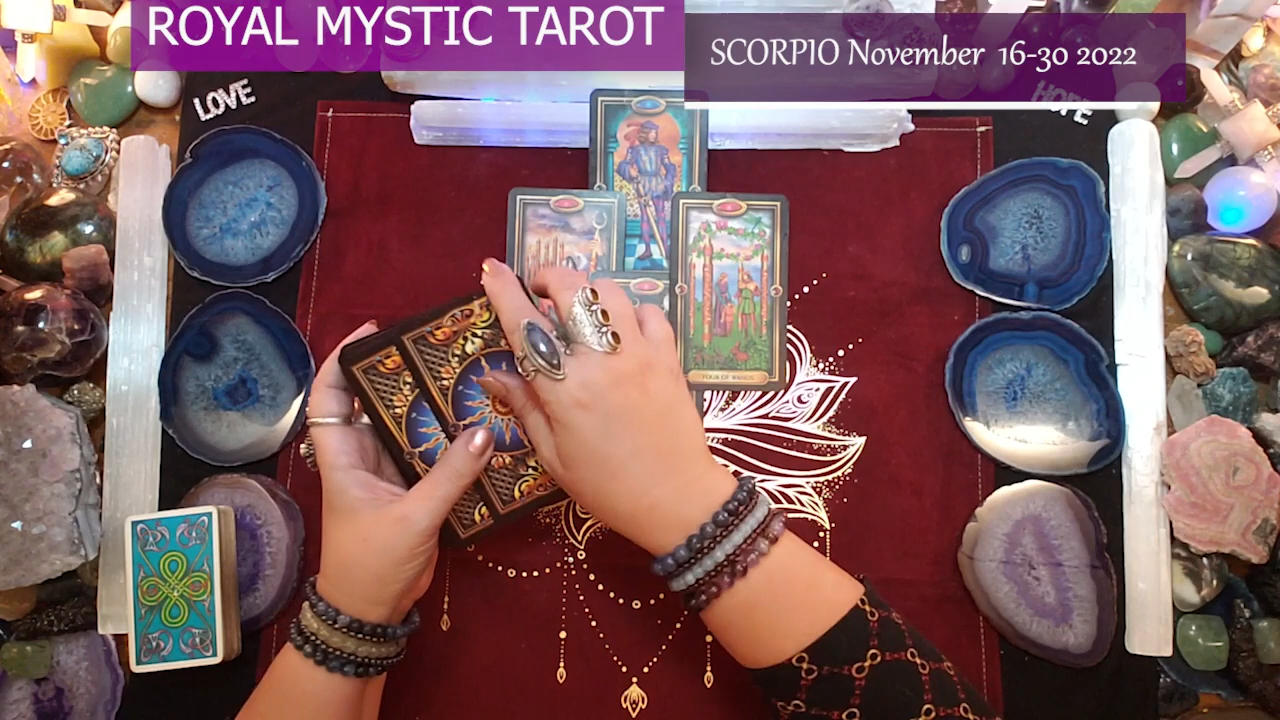 ROYAL MYSTIC TAROT
SCORPIO November 16-30 2022
LOVE
HOPE
FOUR OF WANDS